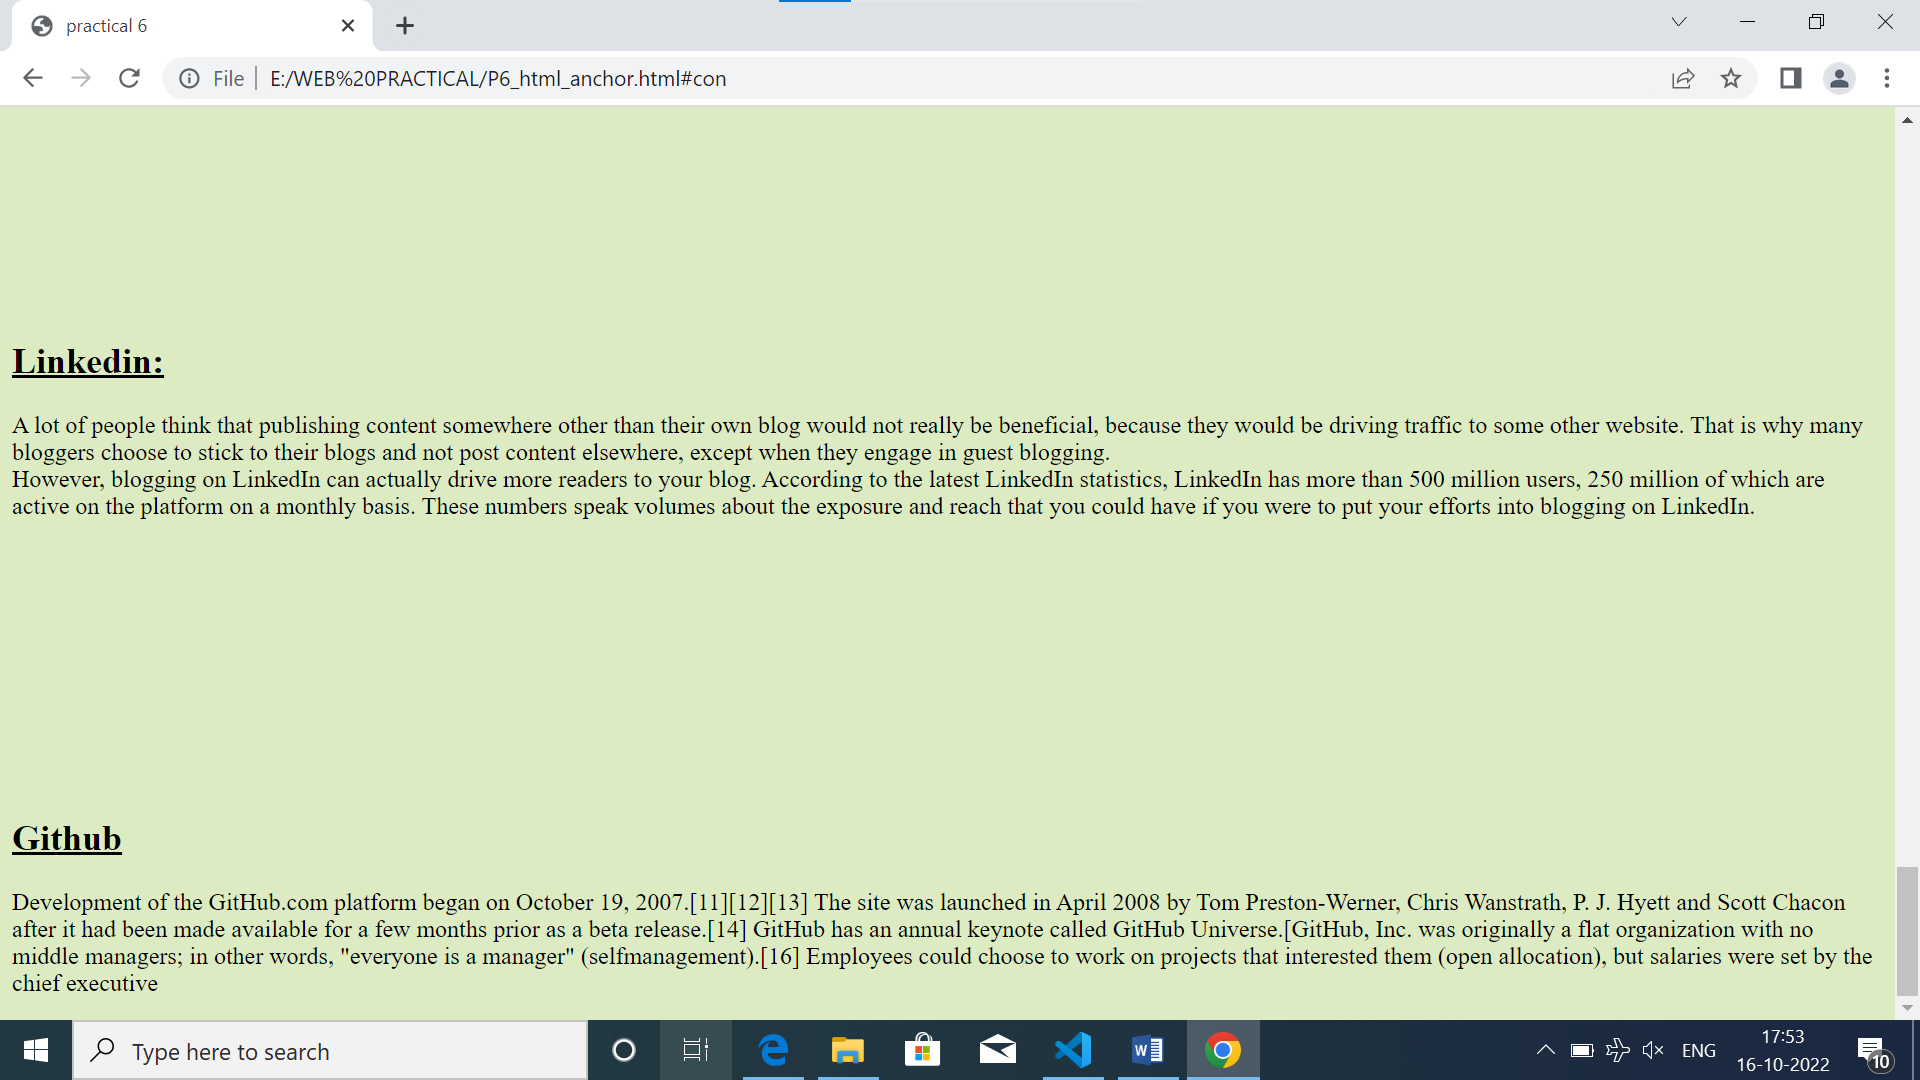 practical 6
File
E:/WEB%20PRACTICAL/P6_html_anchor.html#con
Linkedin:
A lot of people think that publishing content somewhere other than their own blog would not really be beneficial, because they would be driving traffic to some other website. That is why many
bloggers choose to stick to their blogs and not post content elsewhere, except when they engage in guest blogging.
However, blogging on LinkedIn can actually drive more readers to your blog. According to the latest LinkedIn statistics, LinkedIn has more than 500 million users, 250 million of which are
active on the platform on a monthly basis. These numbers speak volumes about the exposure and reach that you could have if you were to put your efforts into blogging on LinkedIn.
Github
Development of the GitHub.com platform began on October 19, 2007.[11][12][13] The site was launched in April 2008 by Tom Preston-Werner, Chris Wanstrath, P. J. Hyett and Scott Chacon
after it had been made available for a few months prior as a beta release.[14] GitHub has an annual keynote called GitHub Universe.[GitHub, Inc. was originally a flat organization with no
middle managers; in other words, "everyone is a manager" (selfmanagement).[16] Employees could choose to work on projects that interested them (open allocation), but salaries were set by the
chief executive
Type here to search
W
ENG
17:53
16-10-2022
10